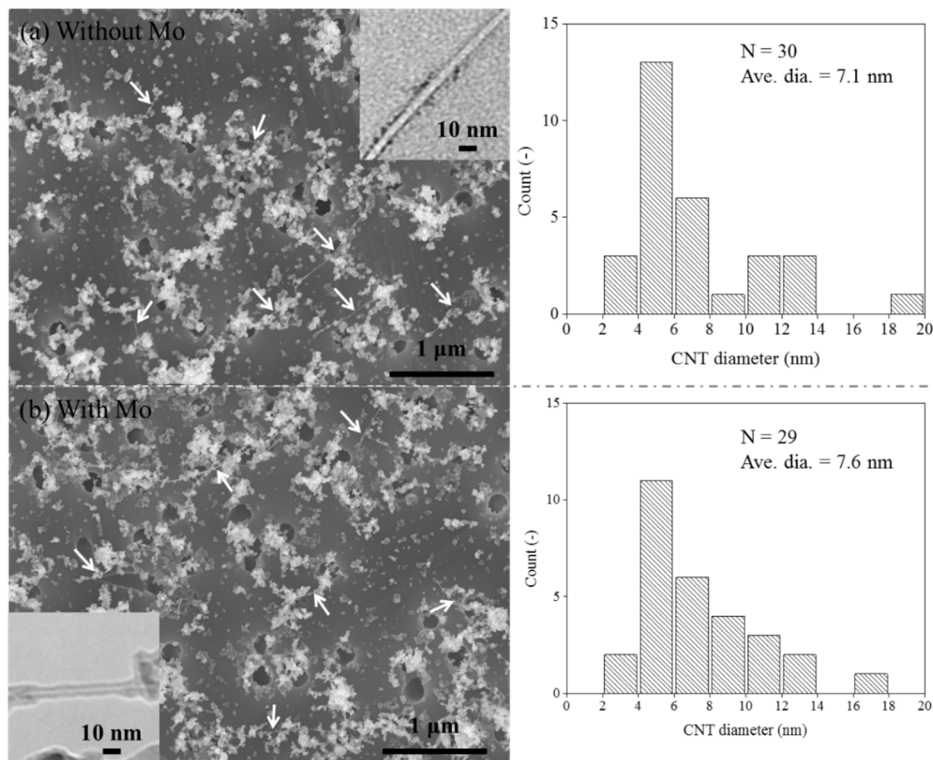 (a) Without Mo
10 nm
1 μm
15
10
5
0
Count (-)
N = 30
Ave. dia. = 7.1 nm
0 2 4 6 8 10 12 14 16 18 20
CNT diameter (nm)
(b) With Mo
10 nm
1 μm
15
10
5
0
Count (-)
N = 29
Ave. dia. = 7.6 nm
0 2 4 6 8 10 12 14 16 18 20
CNT diameter (nm)